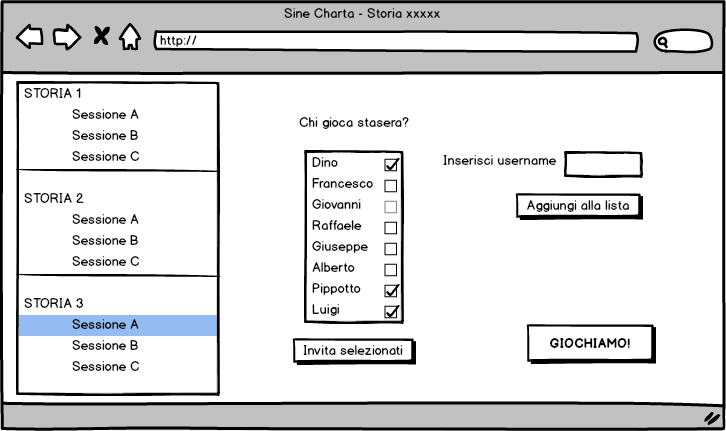 Sine Charta - Storia xxxxx
http://
STORIA 1
Sessione A
Sessione B
Sessione C
STORIA 2
Sessione A
Sessione B
Sessione C
STORIA 3
Sessione A
Sessione B
Sessione C
Chi gioca stasera?
Dino
Francesco
Giovanni
Raffaele
Giuseppe
Alberto
Pippotto
Luigi
Invita selezionati
Inserisci username
Aggiungi alla lista
GIOCHIAMO!